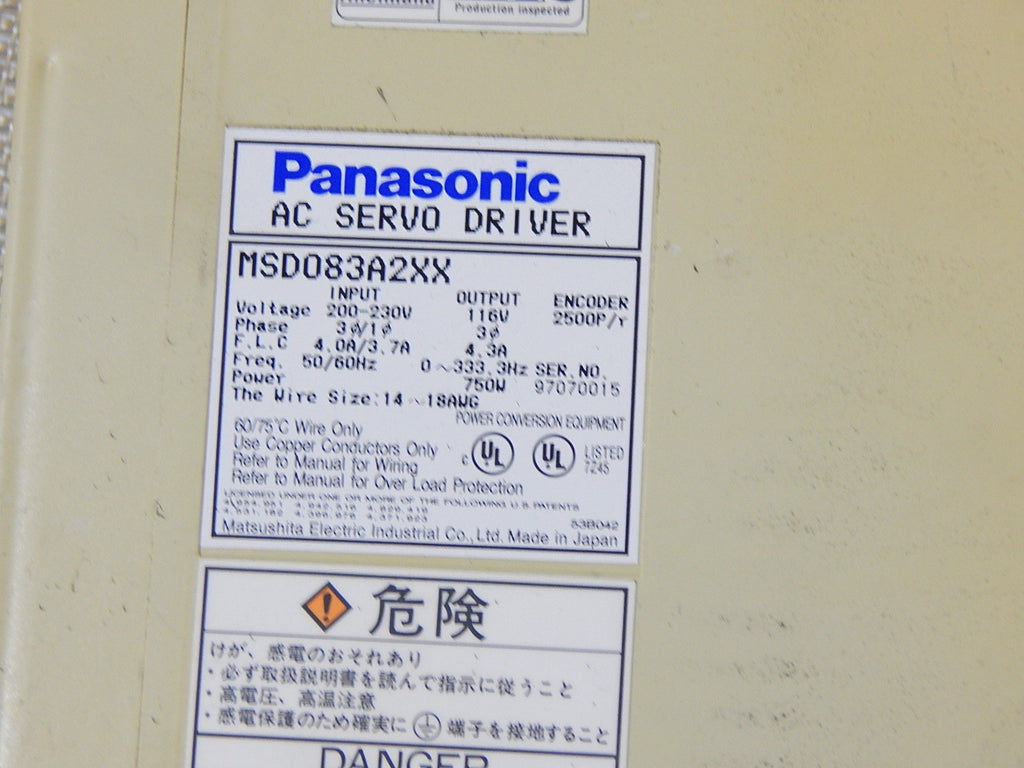 Production inspected
Panasonic
AC SERVO DRIVER
MSD083A2XX
INPUT OUTPUT ENCODER
Voltage 200-230V 116V 2500P/r
Phase 3φ/1φ 3φ
F.L.C 4.0A/3.7A 4.3A
Freq. 50/60Hz 0~333.3Hz SER.NO.
Power 750W 97070015
The Wire Size:14~18AWG
POWER CONVERSION EQUIPMENT
60/75°C Wire Only
Use Copper Conductors Only
Refer to Manual for Wiring
Refer to Manual for Over Load Protection
c UL UL LISTED
7245
LICENSED UNDER ONE OR MORE OF THE FOLLOWING U.S. PATENTS
53B042
Matsushita Electric Industrial Co., Ltd. Made in Japan
危険
けが、感電のおそれあり
・必ず取扱説明書を読んで指示に従うこと
・高電圧、高温注意
・感電保護のため確実に 端子を接地すること
DANGER